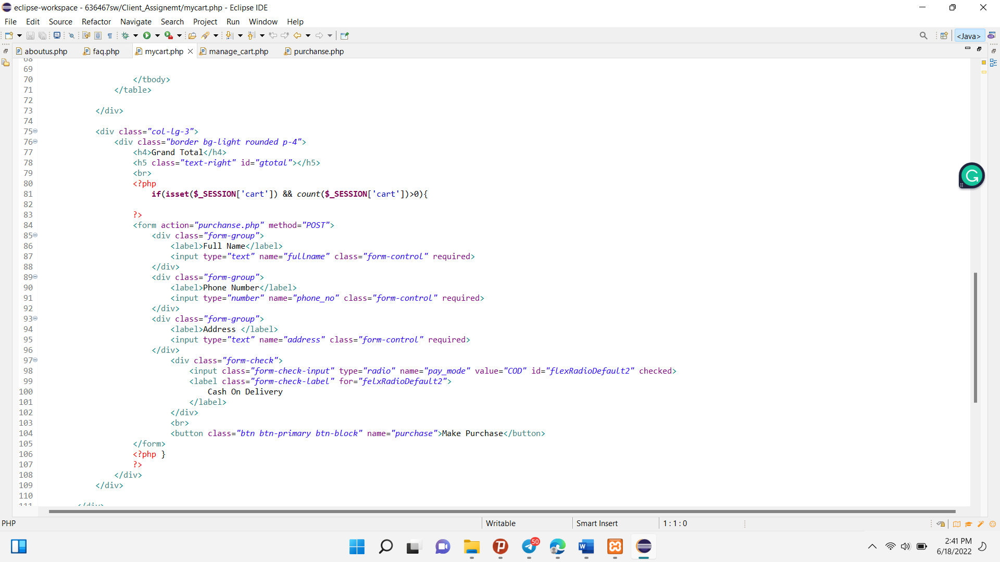 eclipse-workspace - 636467sw/Client_Assignemt/mycart.php - Eclipse IDE
File Edit Source Refactor Navigate Search Project Run Window Help
<Java>
aboutus.php faq.php mycart.php manage_cart.php purchanse.php
68
69
70 </tbody>
71 </table>
72
73 </div>
74
75 <div class="col-lg-3">
76 <div class="border bg-light rounded p-4">
77 <h4>Grand Total</h4>
78 <h5 class="text-right" id="gtotal"></h5>
79 <br>
80 <?php
81 if(isset($_SESSION['cart']) && count($_SESSION['cart'])>0){
82
83 ?>
84 <form action="purchanse.php" method="POST">
85 <div class="form-group">
86 <label>Full Name</label>
87 <input type="text" name="fullname" class="form-control" required>
88 </div>
89 <div class="form-group">
90 <label>Phone Number</label>
91 <input type="number" name="phone_no" class="form-control" required>
92 </div>
93 <div class="form-group">
94 <label>Address </label>
95 <input type="text" name="address" class="form-control" required>
96 </div>
97 <div class="form-check">
98 <input class="form-check-input" type="radio" name="pay_mode" value="COD" id="flexRadioDefault2" checked>
99 <label class="form-check-label" for="felxRadioDefault2">
100 Cash On Delivery
101 </label>
102 </div>
103 <br>
104 <button class="btn btn-primary btn-block" name="purchase">Make Purchase</button>
105 </form>
106 <?php }
107 ?>
108 </div>
109 </div>
110
111 </div>
PHP Writable Smart Insert 1 : 1 : 0
50
2:41 PM
6/18/2022